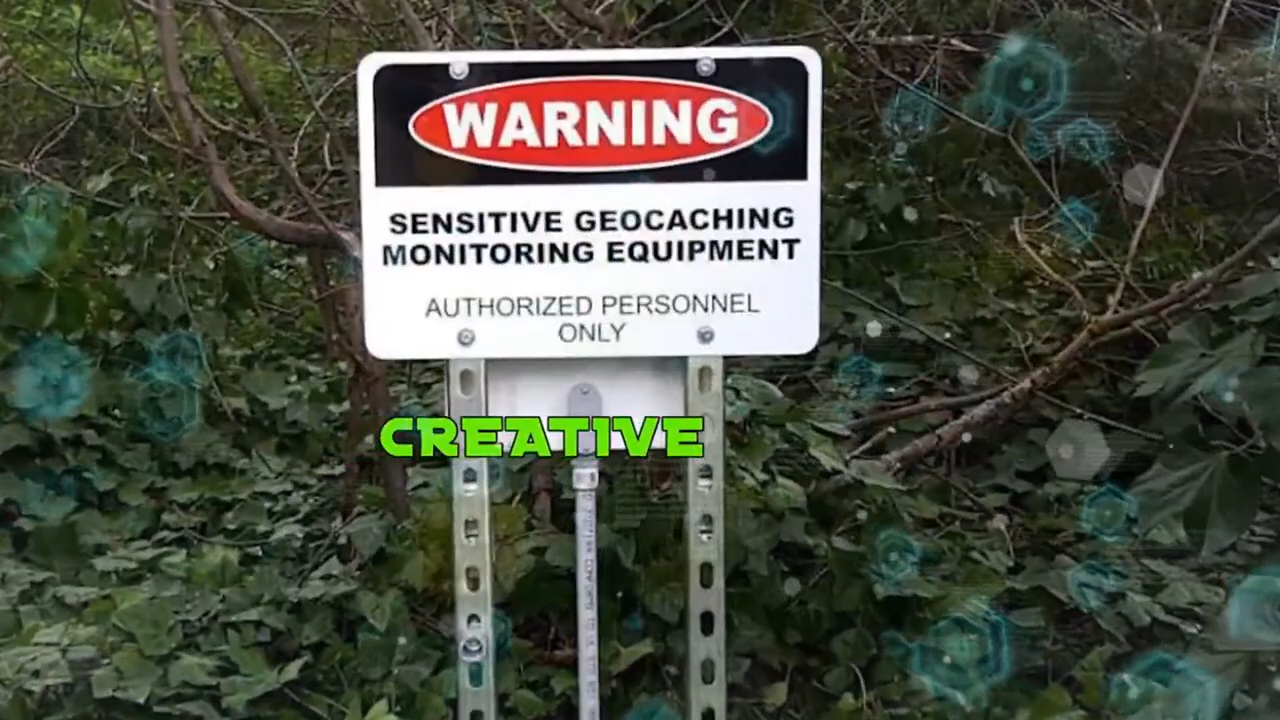 WARNING
SENSITIVE GEOCACHING
MONITORING EQUIPMENT
AUTHORIZED PERSONNEL
ONLY
CREATIVE